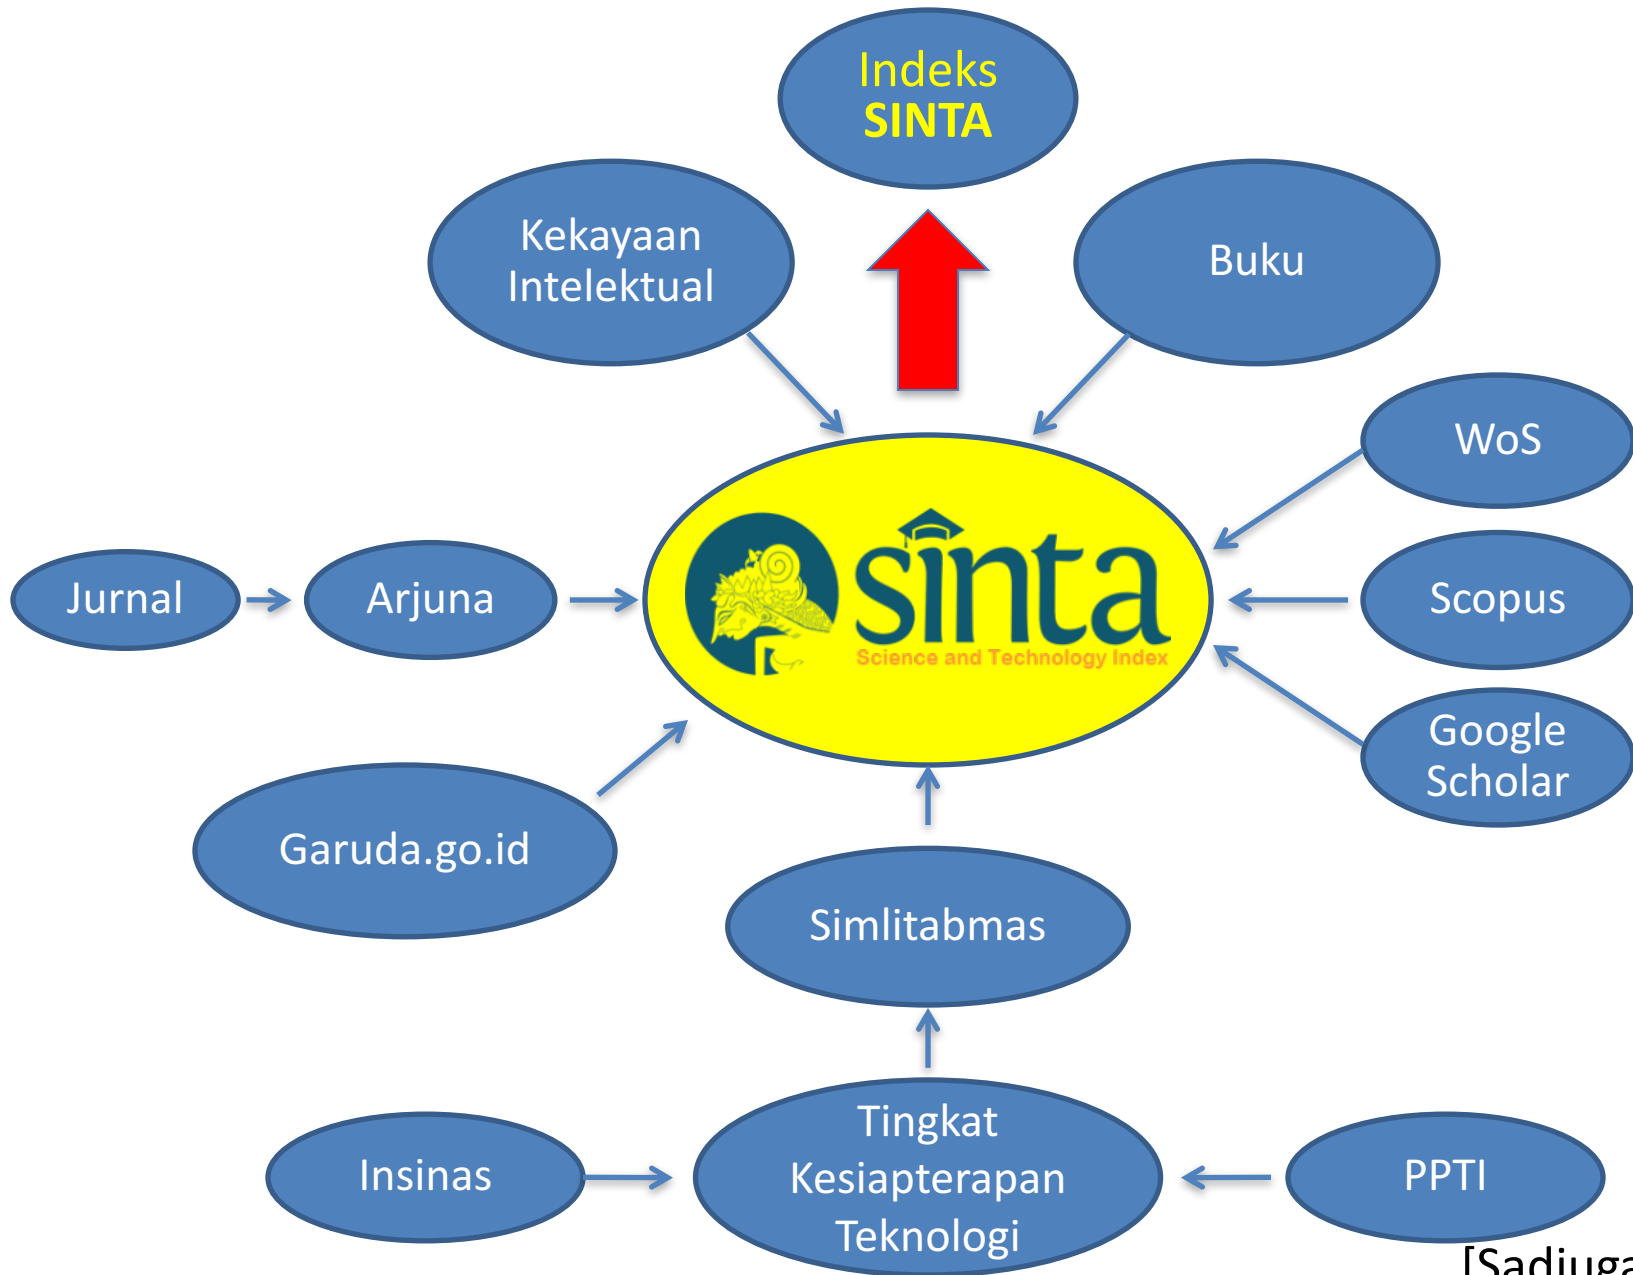 Indeks
SINTA
Kekayaan
Intelektual
Buku
WoS
sinta
Science and Technology Index
Jurnal
Arjuna
Scopus
Google
Scholar
Garuda.go.id
Simlitabmas
Tingkat
Kesiapterapan
Teknologi
Insinas
PPTI